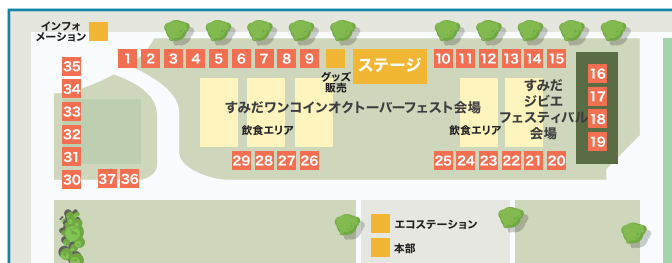 インフォ
メーション
1 2 3 4 5 6 7 8 9
グッズ
販売
ステージ
10 11 12 13 14 15
35
34
33
32
31
30
37 36
16
17
18
19
すみだワンコインオクトーバーフェスト会場
飲食エリア
飲食エリア
すみだ
ジビエ
フェスティバル
会場
29 28 27 26
25 24 23 22 21 20
エコステーション
本部